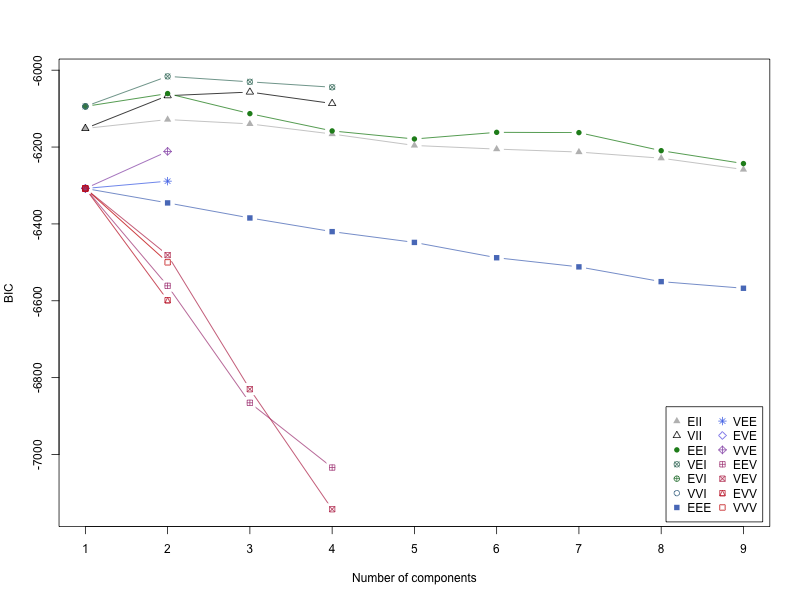 BIC
-6000
-6200
-6400
-6600
-6800
-7000
1 2 3 4 5 6 7 8 9
Number of components
EII VEE
VII EVE
EEI VVE
VEI EEV
EVI VEV
VVI EVV
EEE VVV